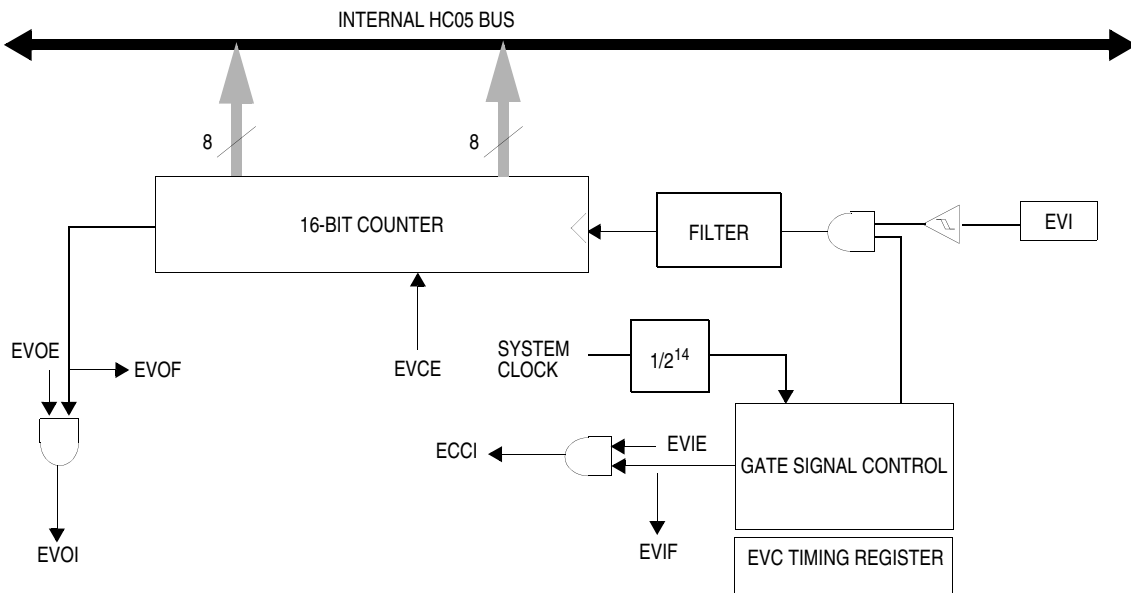 INTERNAL HC05 BUS
8
8
16-BIT COUNTER
FILTER
EVI
EVOE
EVOF
EVCE
SYSTEM
CLOCK
1/2¹⁴
ECCI
EVIE
GATE SIGNAL CONTROL
EVOI
EVIF
EVC TIMING REGISTER